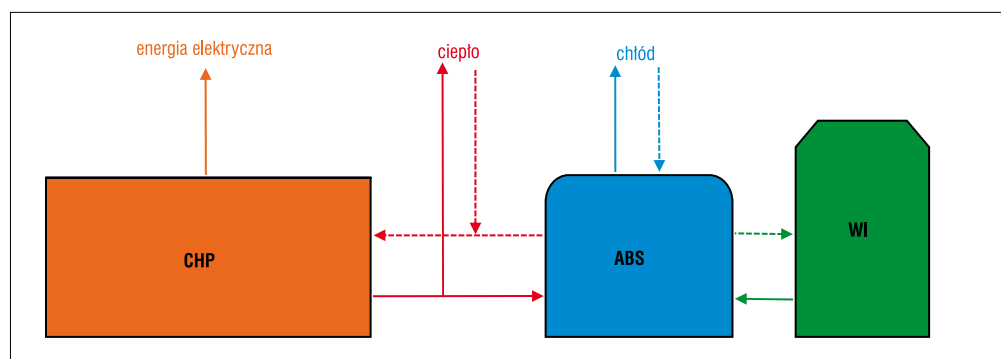 energia elektryczna
ciepło
chłód
CHP
ABS
WI